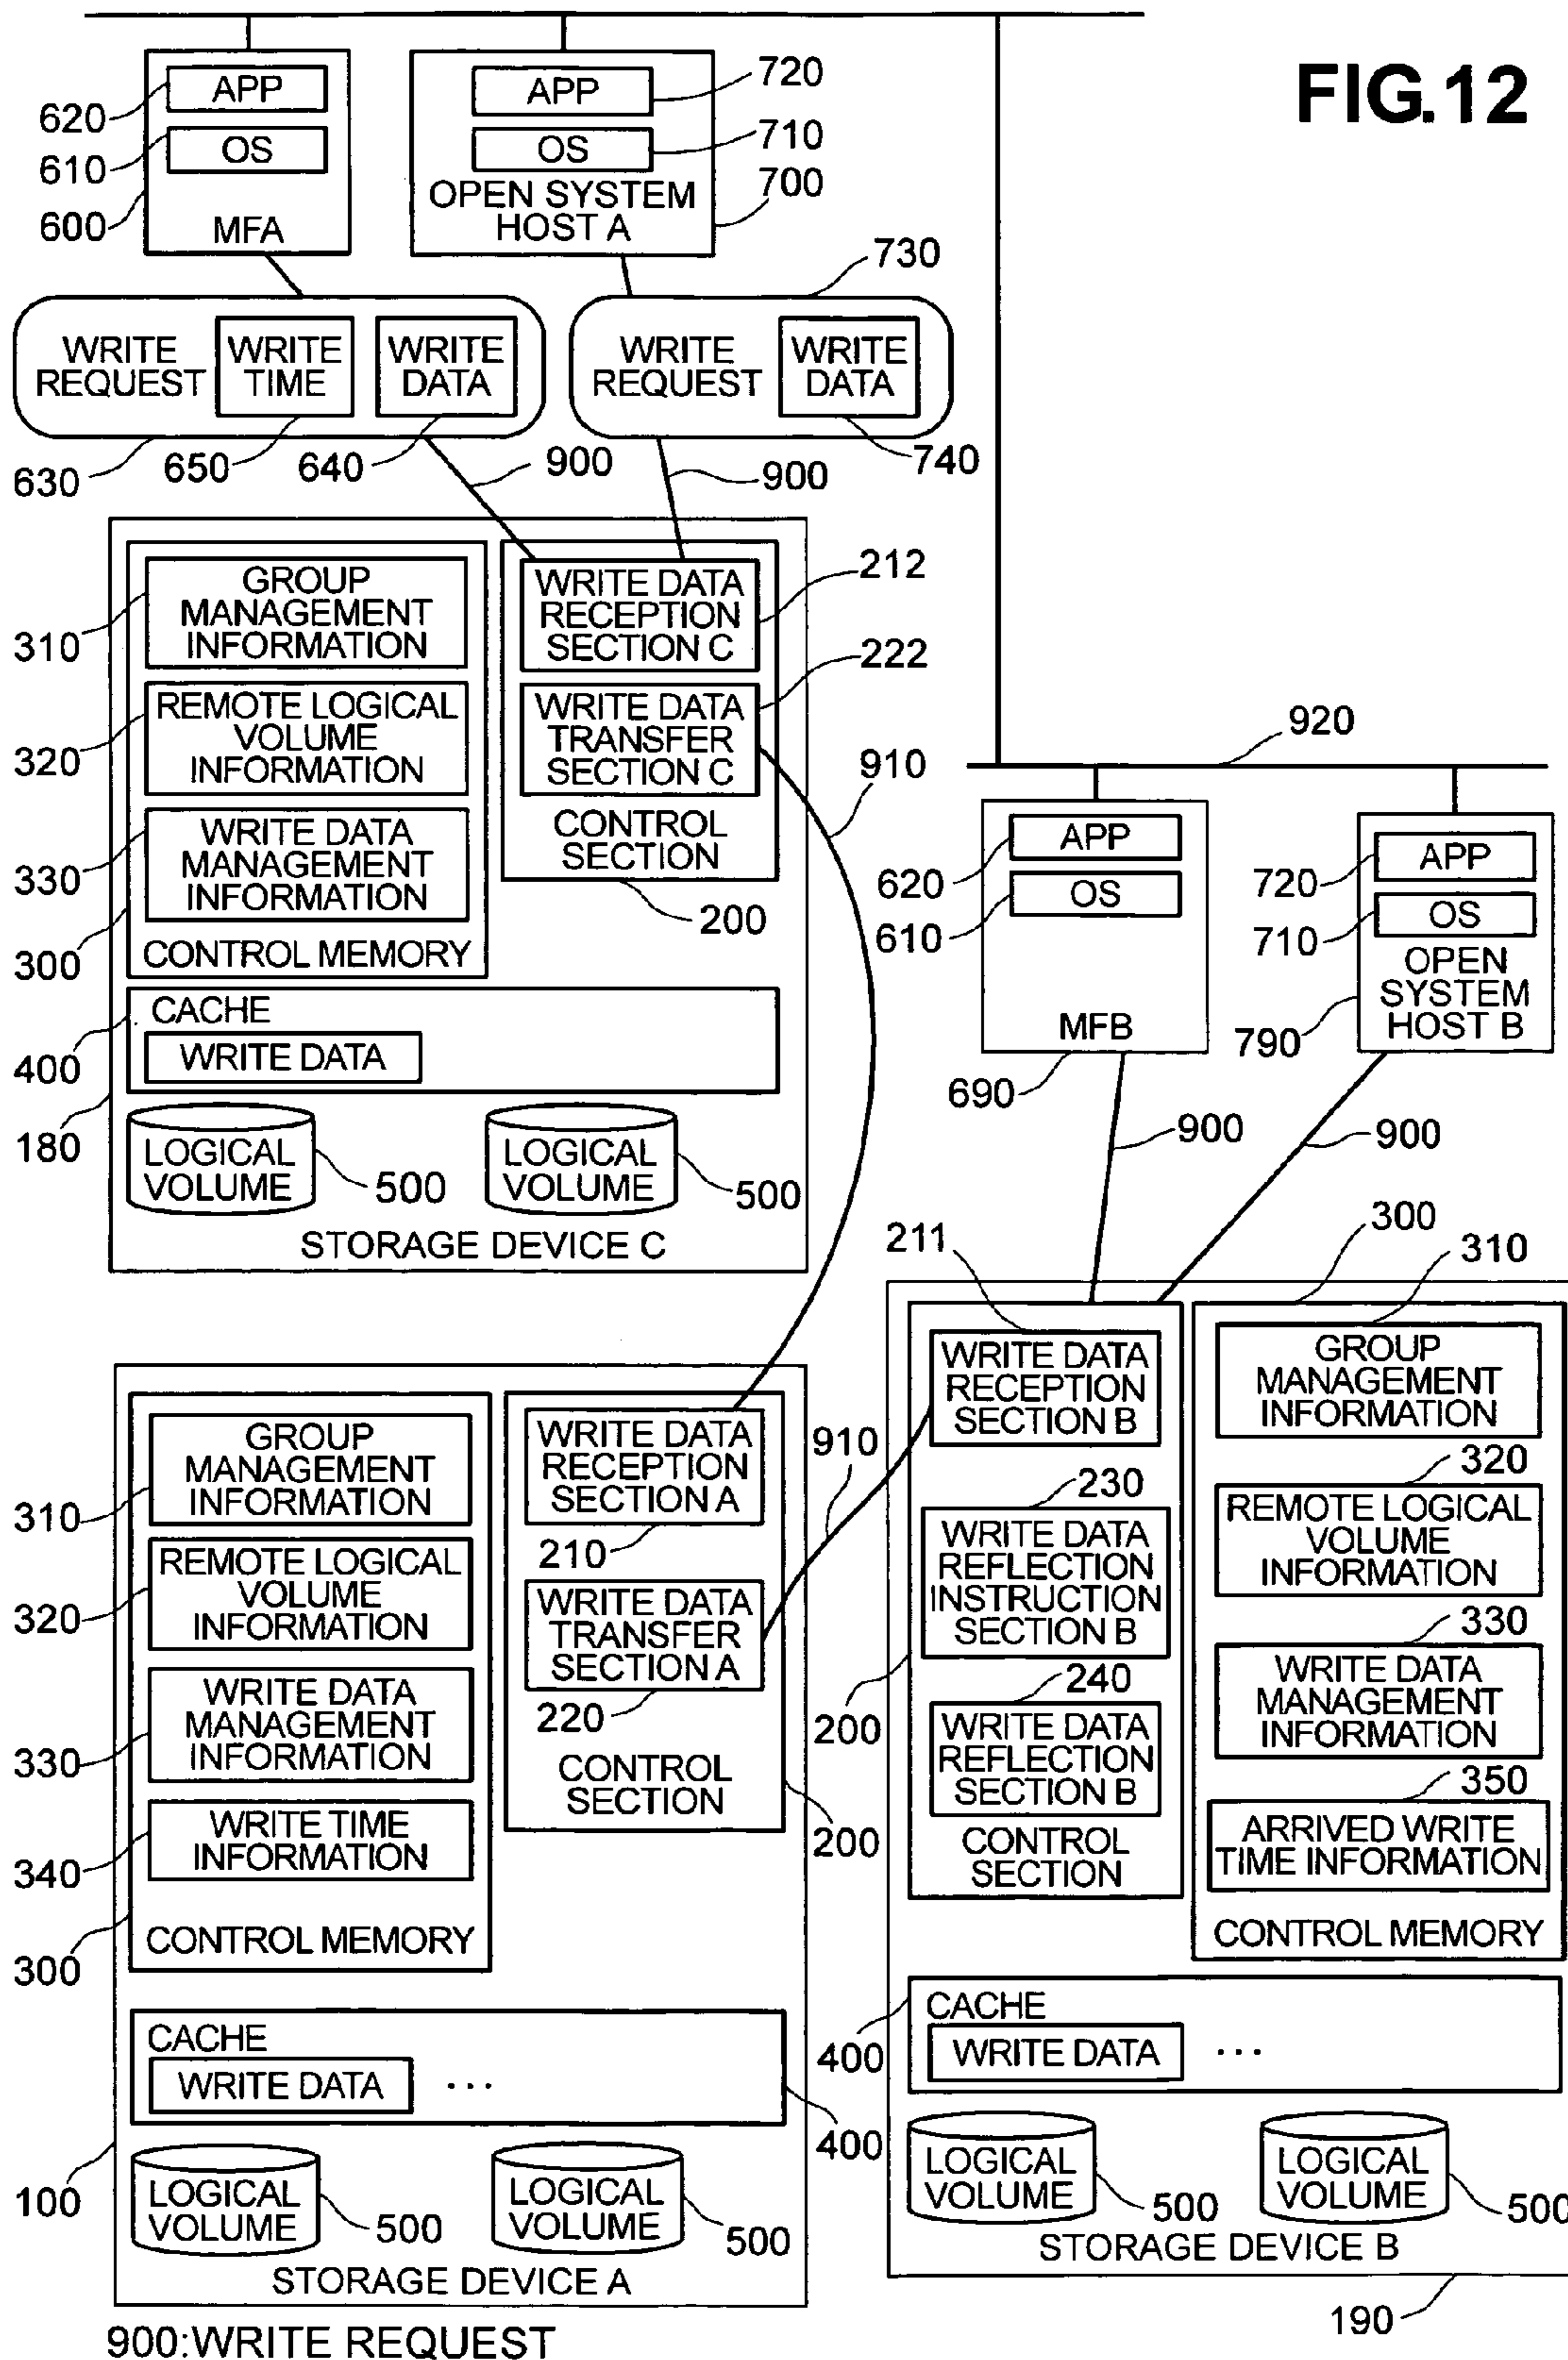 FIG.12
APP
620
OS
610
600
MFA
APP
720
OS
710
OPEN SYSTEM
HOST A
700
730
WRITE
REQUEST
WRITE
TIME
WRITE
DATA
WRITE
REQUEST
WRITE
DATA
630
650
640
900
900
740
GROUP
MANAGEMENT
INFORMATION
310
REMOTE LOGICAL
VOLUME
INFORMATION
320
WRITE DATA
MANAGEMENT
INFORMATION
330
CONTROL MEMORY
300
WRITE DATA
RECEPTION
SECTION C
212
WRITE DATA
TRANSFER
SECTION C
222
CONTROL
SECTION
200
910
CACHE
WRITE DATA
400
180
LOGICAL
VOLUME
500
LOGICAL
VOLUME
500
STORAGE DEVICE C
920
APP
620
OS
610
MFB
690
APP
720
OS
710
OPEN
SYSTEM
HOST B
790
900
900
GROUP
MANAGEMENT
INFORMATION
310
REMOTE LOGICAL
VOLUME
INFORMATION
320
WRITE DATA
MANAGEMENT
INFORMATION
330
WRITE TIME
INFORMATION
340
CONTROL MEMORY
300
WRITE DATA
RECEPTION
SECTION A
210
WRITE DATA
TRANSFER
SECTION A
220
CONTROL
SECTION
200
910
CACHE
WRITE DATA
...
400
100
LOGICAL
VOLUME
500
LOGICAL
VOLUME
500
STORAGE DEVICE A
211
WRITE DATA
RECEPTION
SECTION B
230
WRITE DATA
REFLECTION
INSTRUCTION
SECTION B
240
WRITE DATA
REFLECTION
SECTION B
CONTROL
SECTION
200
300
310
GROUP
MANAGEMENT
INFORMATION
320
REMOTE LOGICAL
VOLUME
INFORMATION
330
WRITE DATA
MANAGEMENT
INFORMATION
350
ARRIVED WRITE
TIME INFORMATION
CONTROL MEMORY
CACHE
WRITE DATA
...
400
LOGICAL
VOLUME
500
LOGICAL
VOLUME
500
STORAGE DEVICE B
190
900:WRITE REQUEST